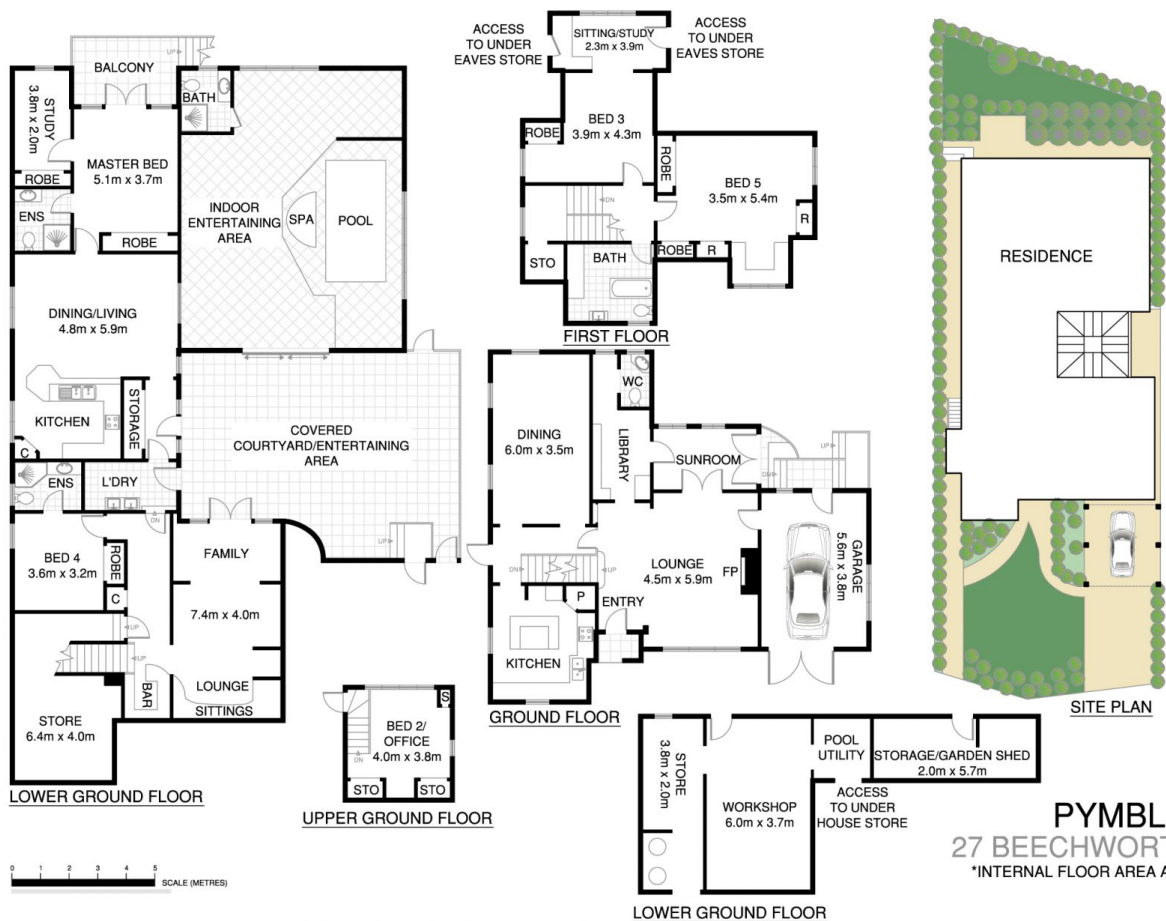 BALCONY
UP
STUDY
3.8m x 2.0m
MASTER BED
5.1m x 3.7m
ROBE
ENS
ROBE
BATH
INDOOR
ENTERTAINING
AREA
SPA
POOL
DINING/LIVING
4.8m x 5.9m
KITCHEN
STORAGE
C
COVERED
COURTYARD/ENTERTAINING
AREA
UP
ENS
L'DRY
DN
BED 4
3.6m x 3.2m
ROBE
C
FAMILY
7.4m x 4.0m
LOUNGE
SITTINGS
UP
UP
BAR
STORE
6.4m x 4.0m
LOWER GROUND FLOOR
0 1 2 3 4 5
SCALE (METRES)
BED 2/
OFFICE
4.0m x 3.8m
S
DN
STO
STO
UPPER GROUND FLOOR
ACCESS
TO UNDER
EAVES STORE
SITTING/STUDY
2.3m x 3.9m
ACCESS
TO UNDER
EAVES STORE
BED 3
3.9m x 4.3m
ROBE
ROBE
BED 5
3.5m x 5.4m
R
DN
STO
BATH
ROBE
R
FIRST FLOOR
WC
DINING
6.0m x 3.5m
LIBRARY
SUNROOM
UP
DN
LOUNGE
4.5m x 5.9m
FP
GARAGE
5.6m x 3.8m
DN
UP
P
ENTRY
KITCHEN
GROUND FLOOR
STORE
3.8m x 2.0m
WORKSHOP
6.0m x 3.7m
POOL
UTILITY
STORAGE/GARDEN SHED
2.0m x 5.7m
ACCESS
TO UNDER
HOUSE STORE
LOWER GROUND FLOOR
RESIDENCE
SITE PLAN
PYMBL
27 BEECHWORT
*INTERNAL FLOOR AREA A